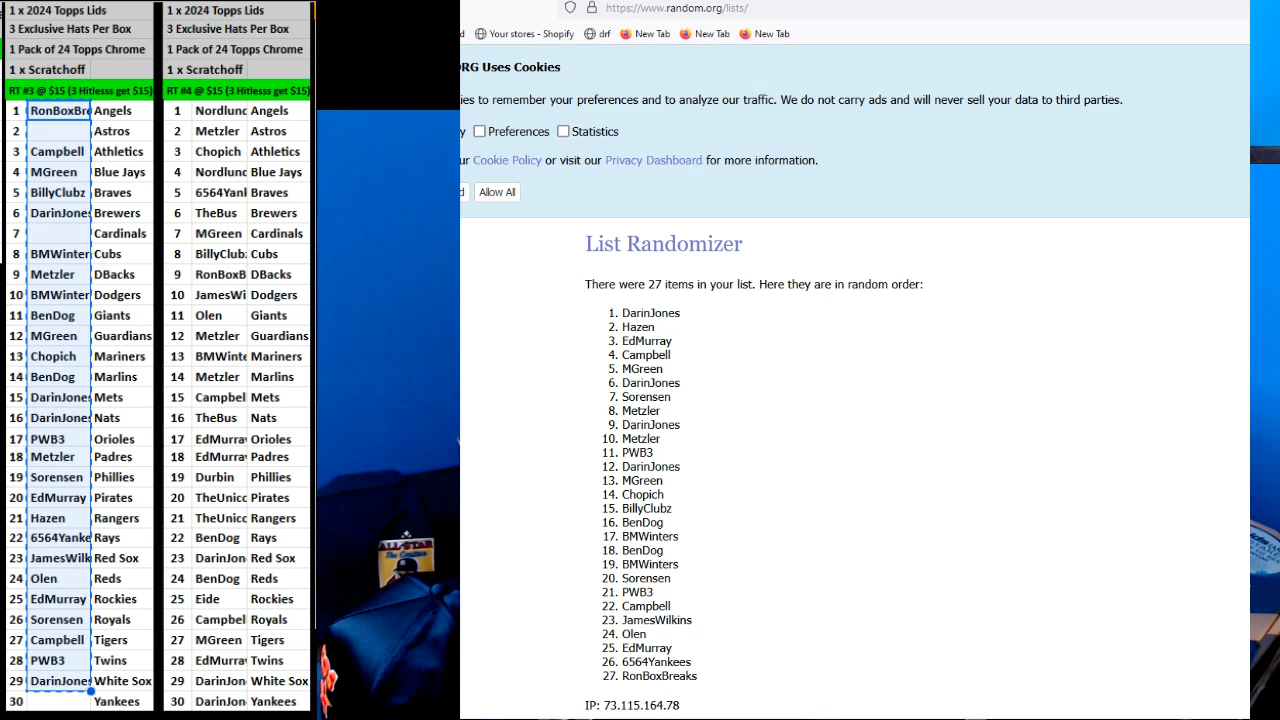 1 x 2024 Topps Lids
3 Exclusive Hats Per Box
1 Pack of 24 Topps Chrome
1 x Scratchoff
RT #3 @ $15 (3 Hitlesss get $15)
1 RonBoxBre Angels
2 Astros
3 Campbell Athletics
4 MGreen Blue Jays
5 BillyClubz Braves
6 DarinJones Brewers
7 Cardinals
8 BMWinter Cubs
9 Metzler DBacks
10 BMWinter Dodgers
11 BenDog Giants
12 MGreen Guardians
13 Chopich Mariners
14 BenDog Marlins
15 DarinJones Mets
16 DarinJones Nats
17 PWB3 Orioles
18 Metzler Padres
19 Sorensen Phillies
20 EdMurray Pirates
21 Hazen Rangers
22 6564Yanke Rays
23 JamesWilk Red Sox
24 Olen Reds
25 EdMurray Rockies
26 Sorensen Royals
27 Campbell Tigers
28 PWB3 Twins
29 DarinJones White Sox
30 Yankees
1 x 2024 Topps Lids
3 Exclusive Hats Per Box
1 Pack of 24 Topps Chrome
1 x Scratchoff
RT #4 @ $15 (3 Hitlesss get $15)
1 Nordlund Angels
2 Metzler Astros
3 Chopich Athletics
4 Nordlund Blue Jays
5 6564Yank Braves
6 TheBus Brewers
7 MGreen Cardinals
8 BillyClub Cubs
9 RonBoxB DBacks
10 JamesWi Dodgers
11 Olen Giants
12 Metzler Guardians
13 BMWinte Mariners
14 Metzler Marlins
15 Campbel Mets
16 TheBus Nats
17 EdMurray Orioles
18 EdMurray Padres
19 Durbin Phillies
20 TheUnico Pirates
21 TheUnico Rangers
22 BenDog Rays
23 DarinJon Red Sox
24 BenDog Reds
25 Eide Rockies
26 Campbel Royals
27 MGreen Tigers
28 EdMurray Twins
29 DarinJon White Sox
30 DarinJon Yankees
https://www.random.org/lists/
d Your stores - Shopify drf New Tab New Tab New Tab
ORG Uses Cookies
ies to remember your preferences and to analyze our traffic. We do not carry ads and will never sell your data to third parties.
y Preferences Statistics
ur Cookie Policy or visit our Privacy Dashboard for more information.
d Allow All
List Randomizer
There were 27 items in your list. Here they are in random order:
1. DarinJones
2. Hazen
3. EdMurray
4. Campbell
5. MGreen
6. DarinJones
7. Sorensen
8. Metzler
9. DarinJones
10. Metzler
11. PWB3
12. DarinJones
13. MGreen
14. Chopich
15. BillyClubz
16. BenDog
17. BMWinters
18. BenDog
19. BMWinters
20. Sorensen
21. PWB3
22. Campbell
23. JamesWilkins
24. Olen
25. EdMurray
26. 6564Yankees
27. RonBoxBreaks
IP: 73.115.164.78
ALL-STAR